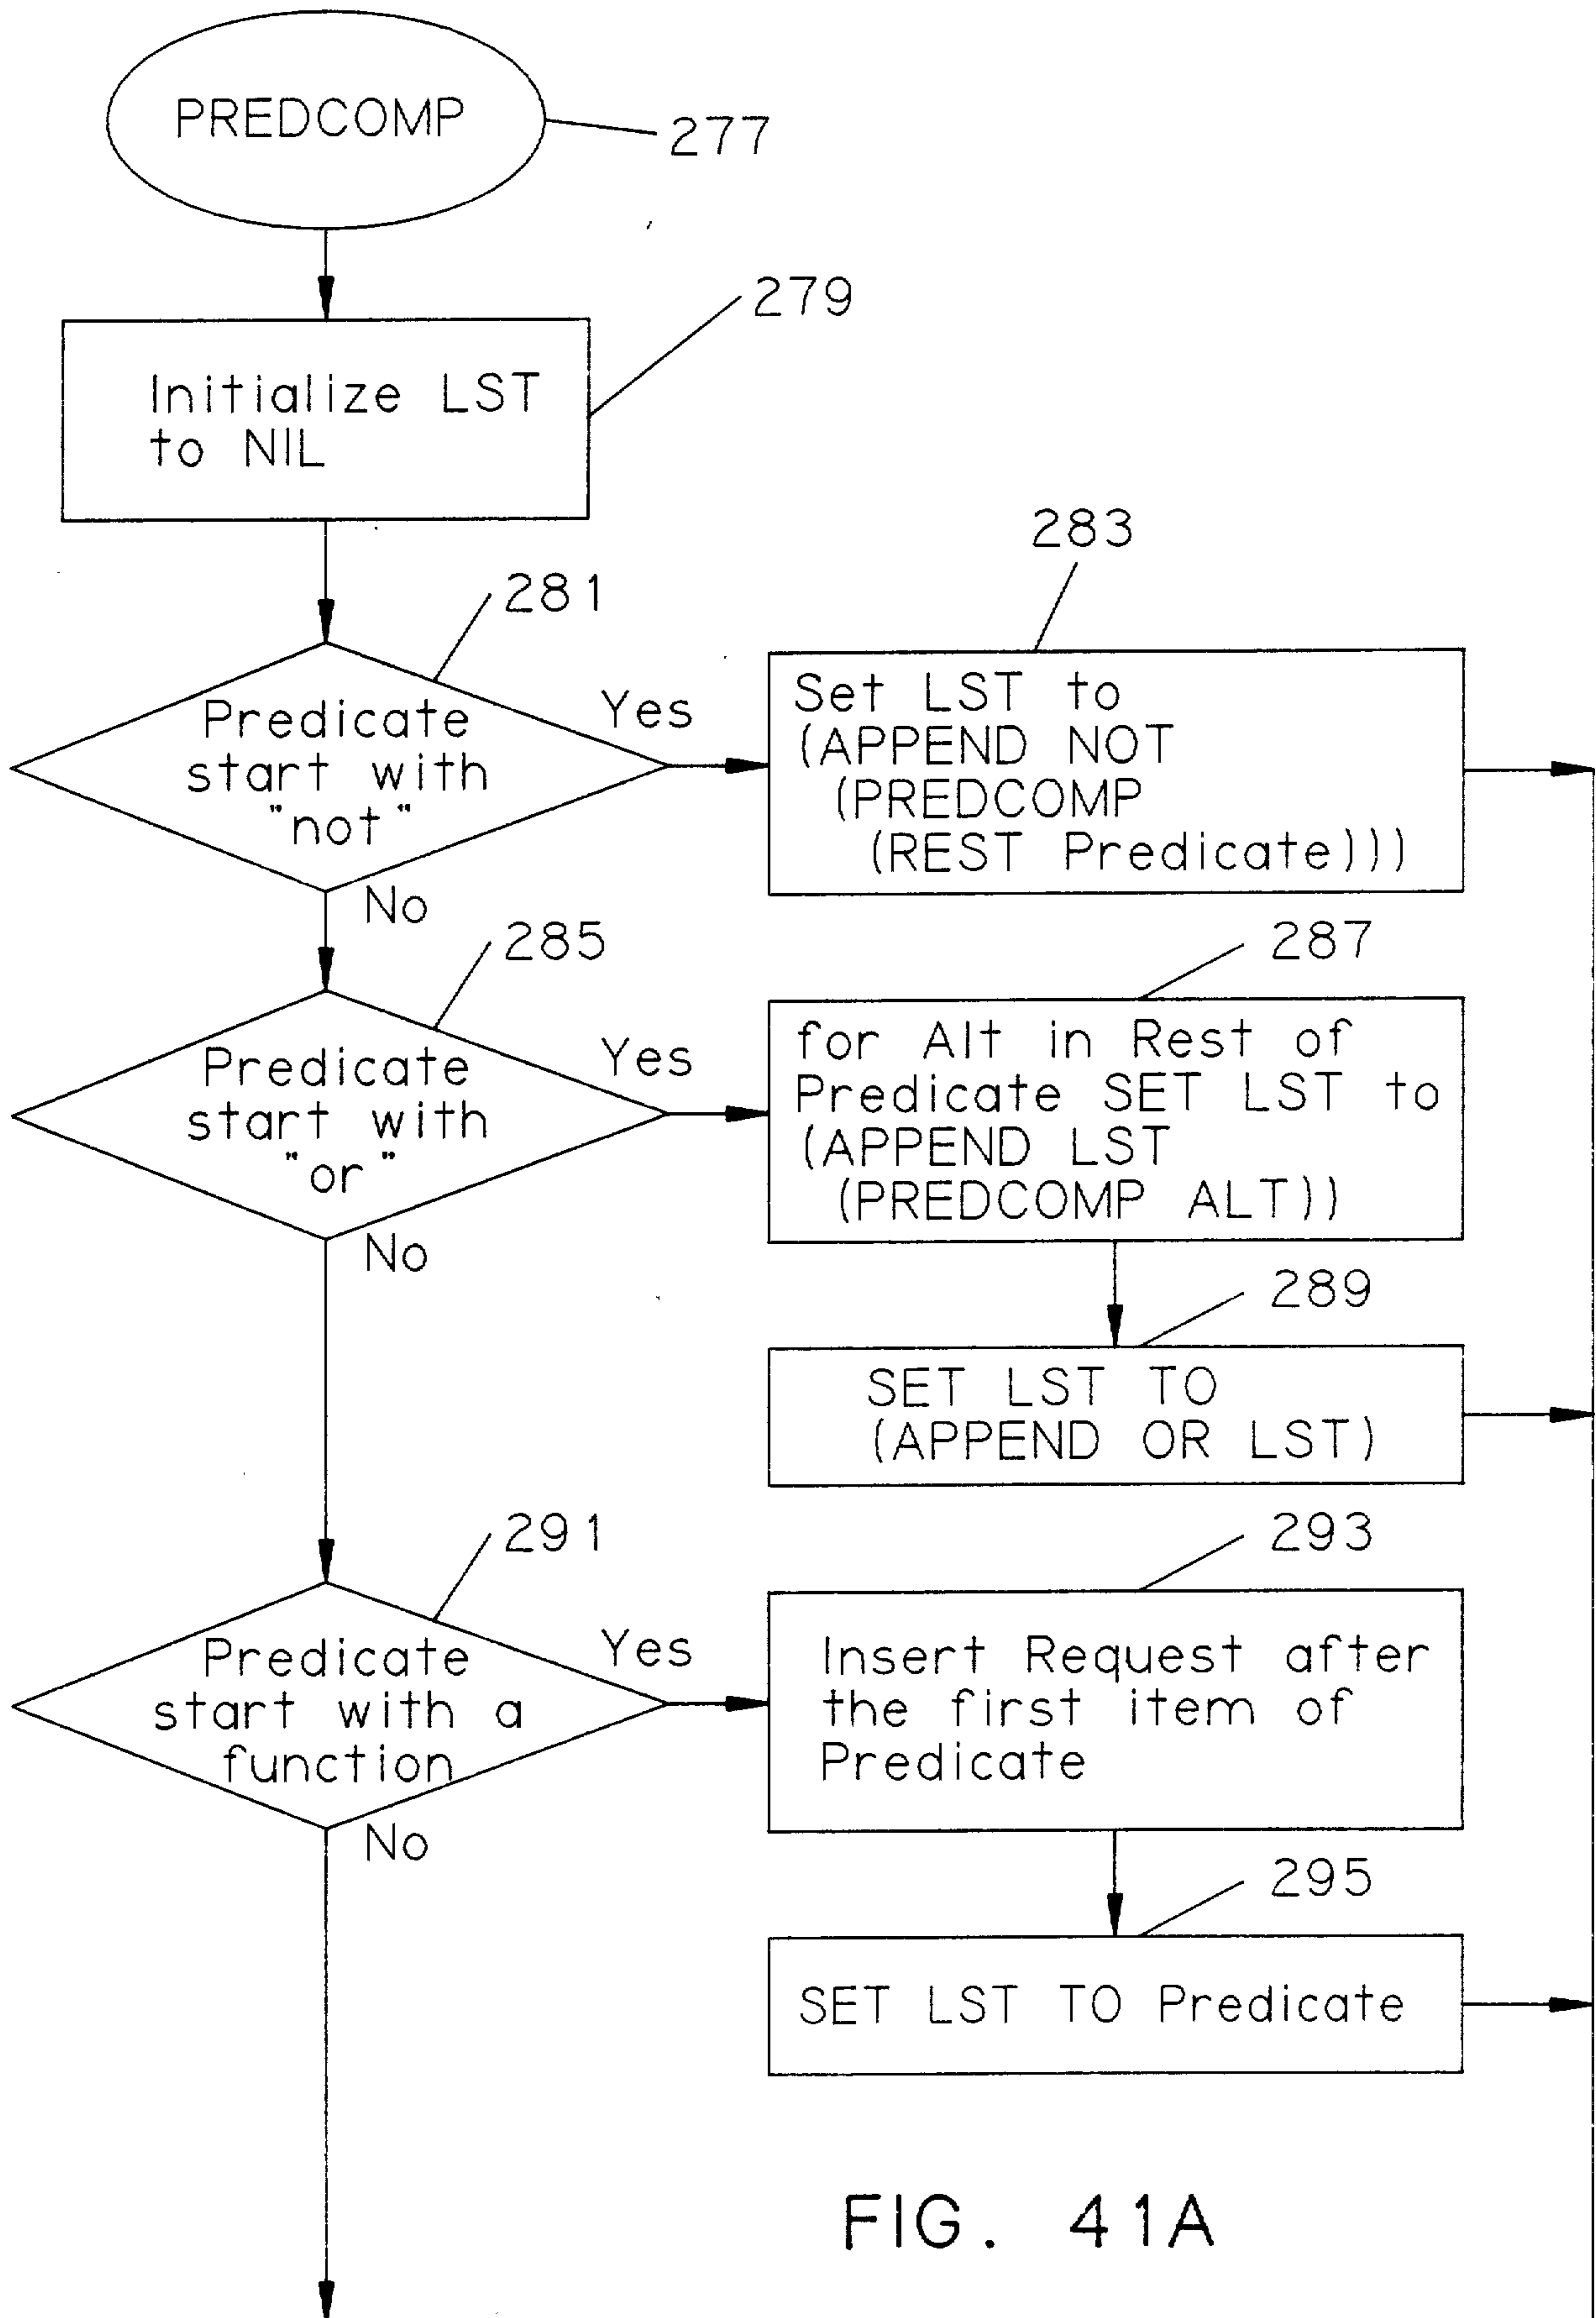 PREDCOMP
277
279
Initialize LST
to NIL
281
283
Predicate
start with
"not"
Yes
Set LST to
(APPEND NOT
(PREDCOMP
(REST Predicate)))
No
285
287
Predicate
start with
"or"
Yes
for Alt in Rest of
Predicate SET LST to
(APPEND LST
(PREDCOMP ALT))
No
289
SET LST TO
(APPEND OR LST)
291
293
Predicate
start with a
function
Yes
Insert Request after
the first item of
Predicate
No
295
SET LST TO Predicate
FIG. 41A